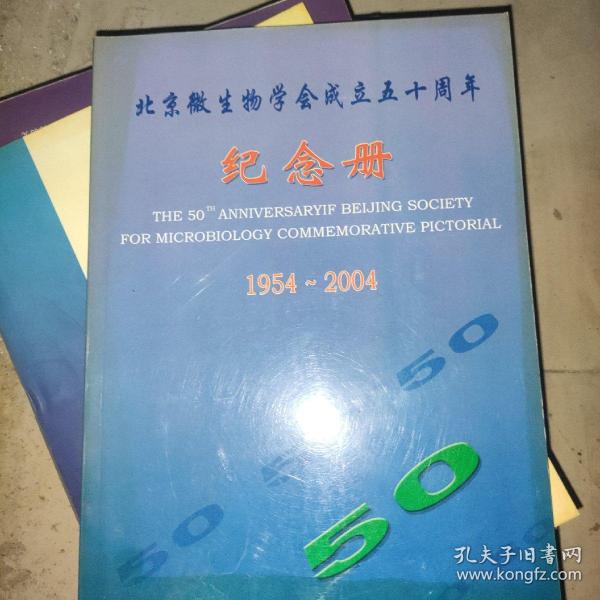 北京微生物学会成立五十周年
纪念册
THE 50TH ANNIVERSARYIF BEIJING SOCIETY
FOR MICROBIOLOGY COMMEMORATIVE PICTORIAL
1954~2004
50
50
50
50
孔夫子旧书网
www.kongfz.com